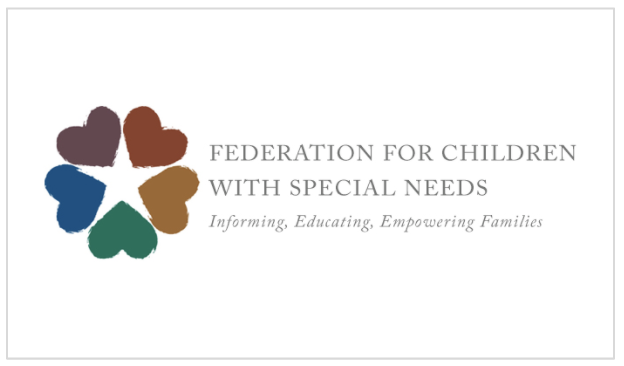 FEDERATION FOR CHILDREN
WITH SPECIAL NEEDS
Informing, Educating, Empowering Families